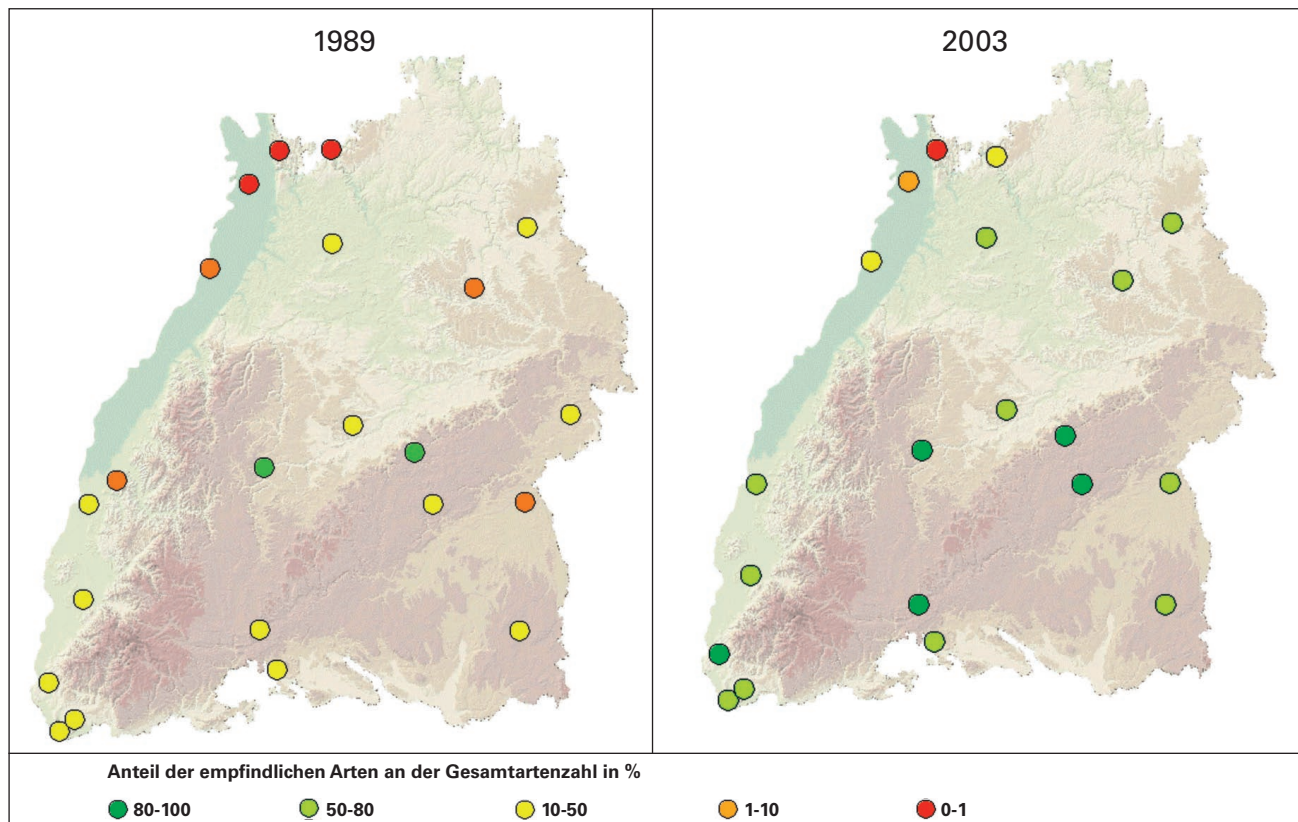 1989
2003
Anteil der empfindlichen Arten an der Gesamtartenzahl in %
80-100 50-80 10-50 1-10 0-1